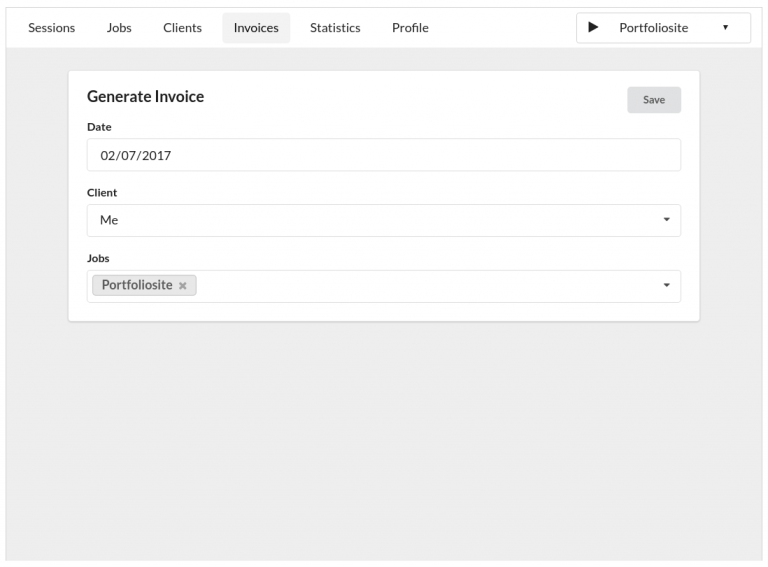 Sessions Jobs Clients Invoices Statistics Profile Portfoliosite
Generate Invoice Save
Date
02/07/2017
Client
Me
Jobs
Portfoliosite